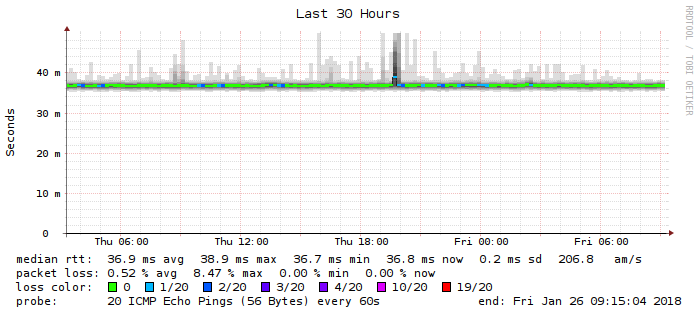 Last 30 Hours
RRDTOOL / TOBI OETIKER
Seconds
40 m
30 m
20 m
10 m
0
Thu 06:00 Thu 12:00 Thu 18:00 Fri 00:00 Fri 06:00
median rtt: 36.9 ms avg 38.9 ms max 36.7 ms min 36.8 ms now 0.2 ms sd 206.8 am/s
packet loss: 0.52 % avg 8.47 % max 0.00 % min 0.00 % now
loss color: 0 1/20 2/20 3/20 4/20 10/20 19/20
probe: 20 ICMP Echo Pings (56 Bytes) every 60s end: Fri Jan 26 09:15:04 2018